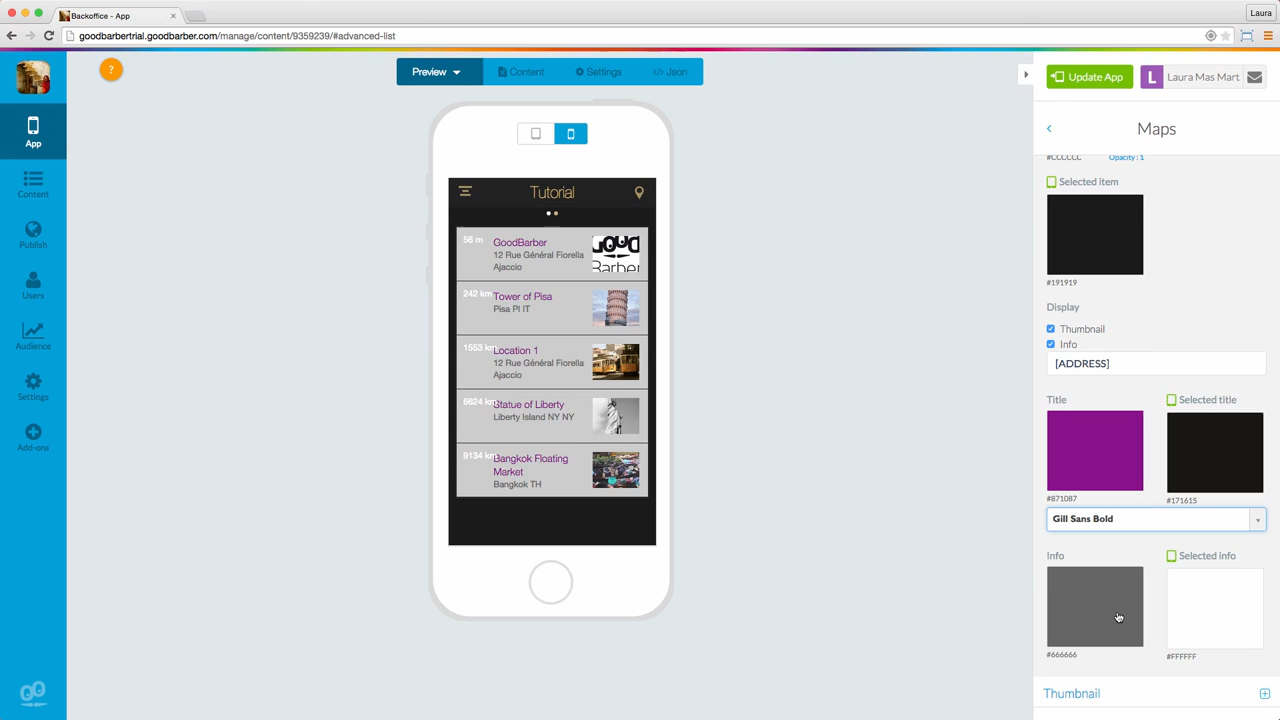 Backoffice - App
Laura
goodbarbertrial.goodbarber.com/manage/content/9359239/#advanced-list
?
Preview
Content
Settings
</> Json
Update App
L
Laura Mas Mart
App
Content
Publish
Users
Audience
Settings
Add-ons
Tutorial
56 m
GoodBarber
12 Rue Général Fiorella
Ajaccio
GOOD
Barber
242 km
Tower of Pisa
Pisa PI IT
1553 km
Location 1
12 Rue Général Fiorella
Ajaccio
6624 km
Statue of Liberty
Liberty Island NY NY
9134 km
Bangkok Floating
Market
Bangkok TH
Maps
#CCCCCC
Opacity : 1
Selected item
#191919
Display
Thumbnail
Info
[ADDRESS]
Title
Selected title
#871087
#171615
Gill Sans Bold
Info
Selected info
#666666
#FFFFFF
Thumbnail